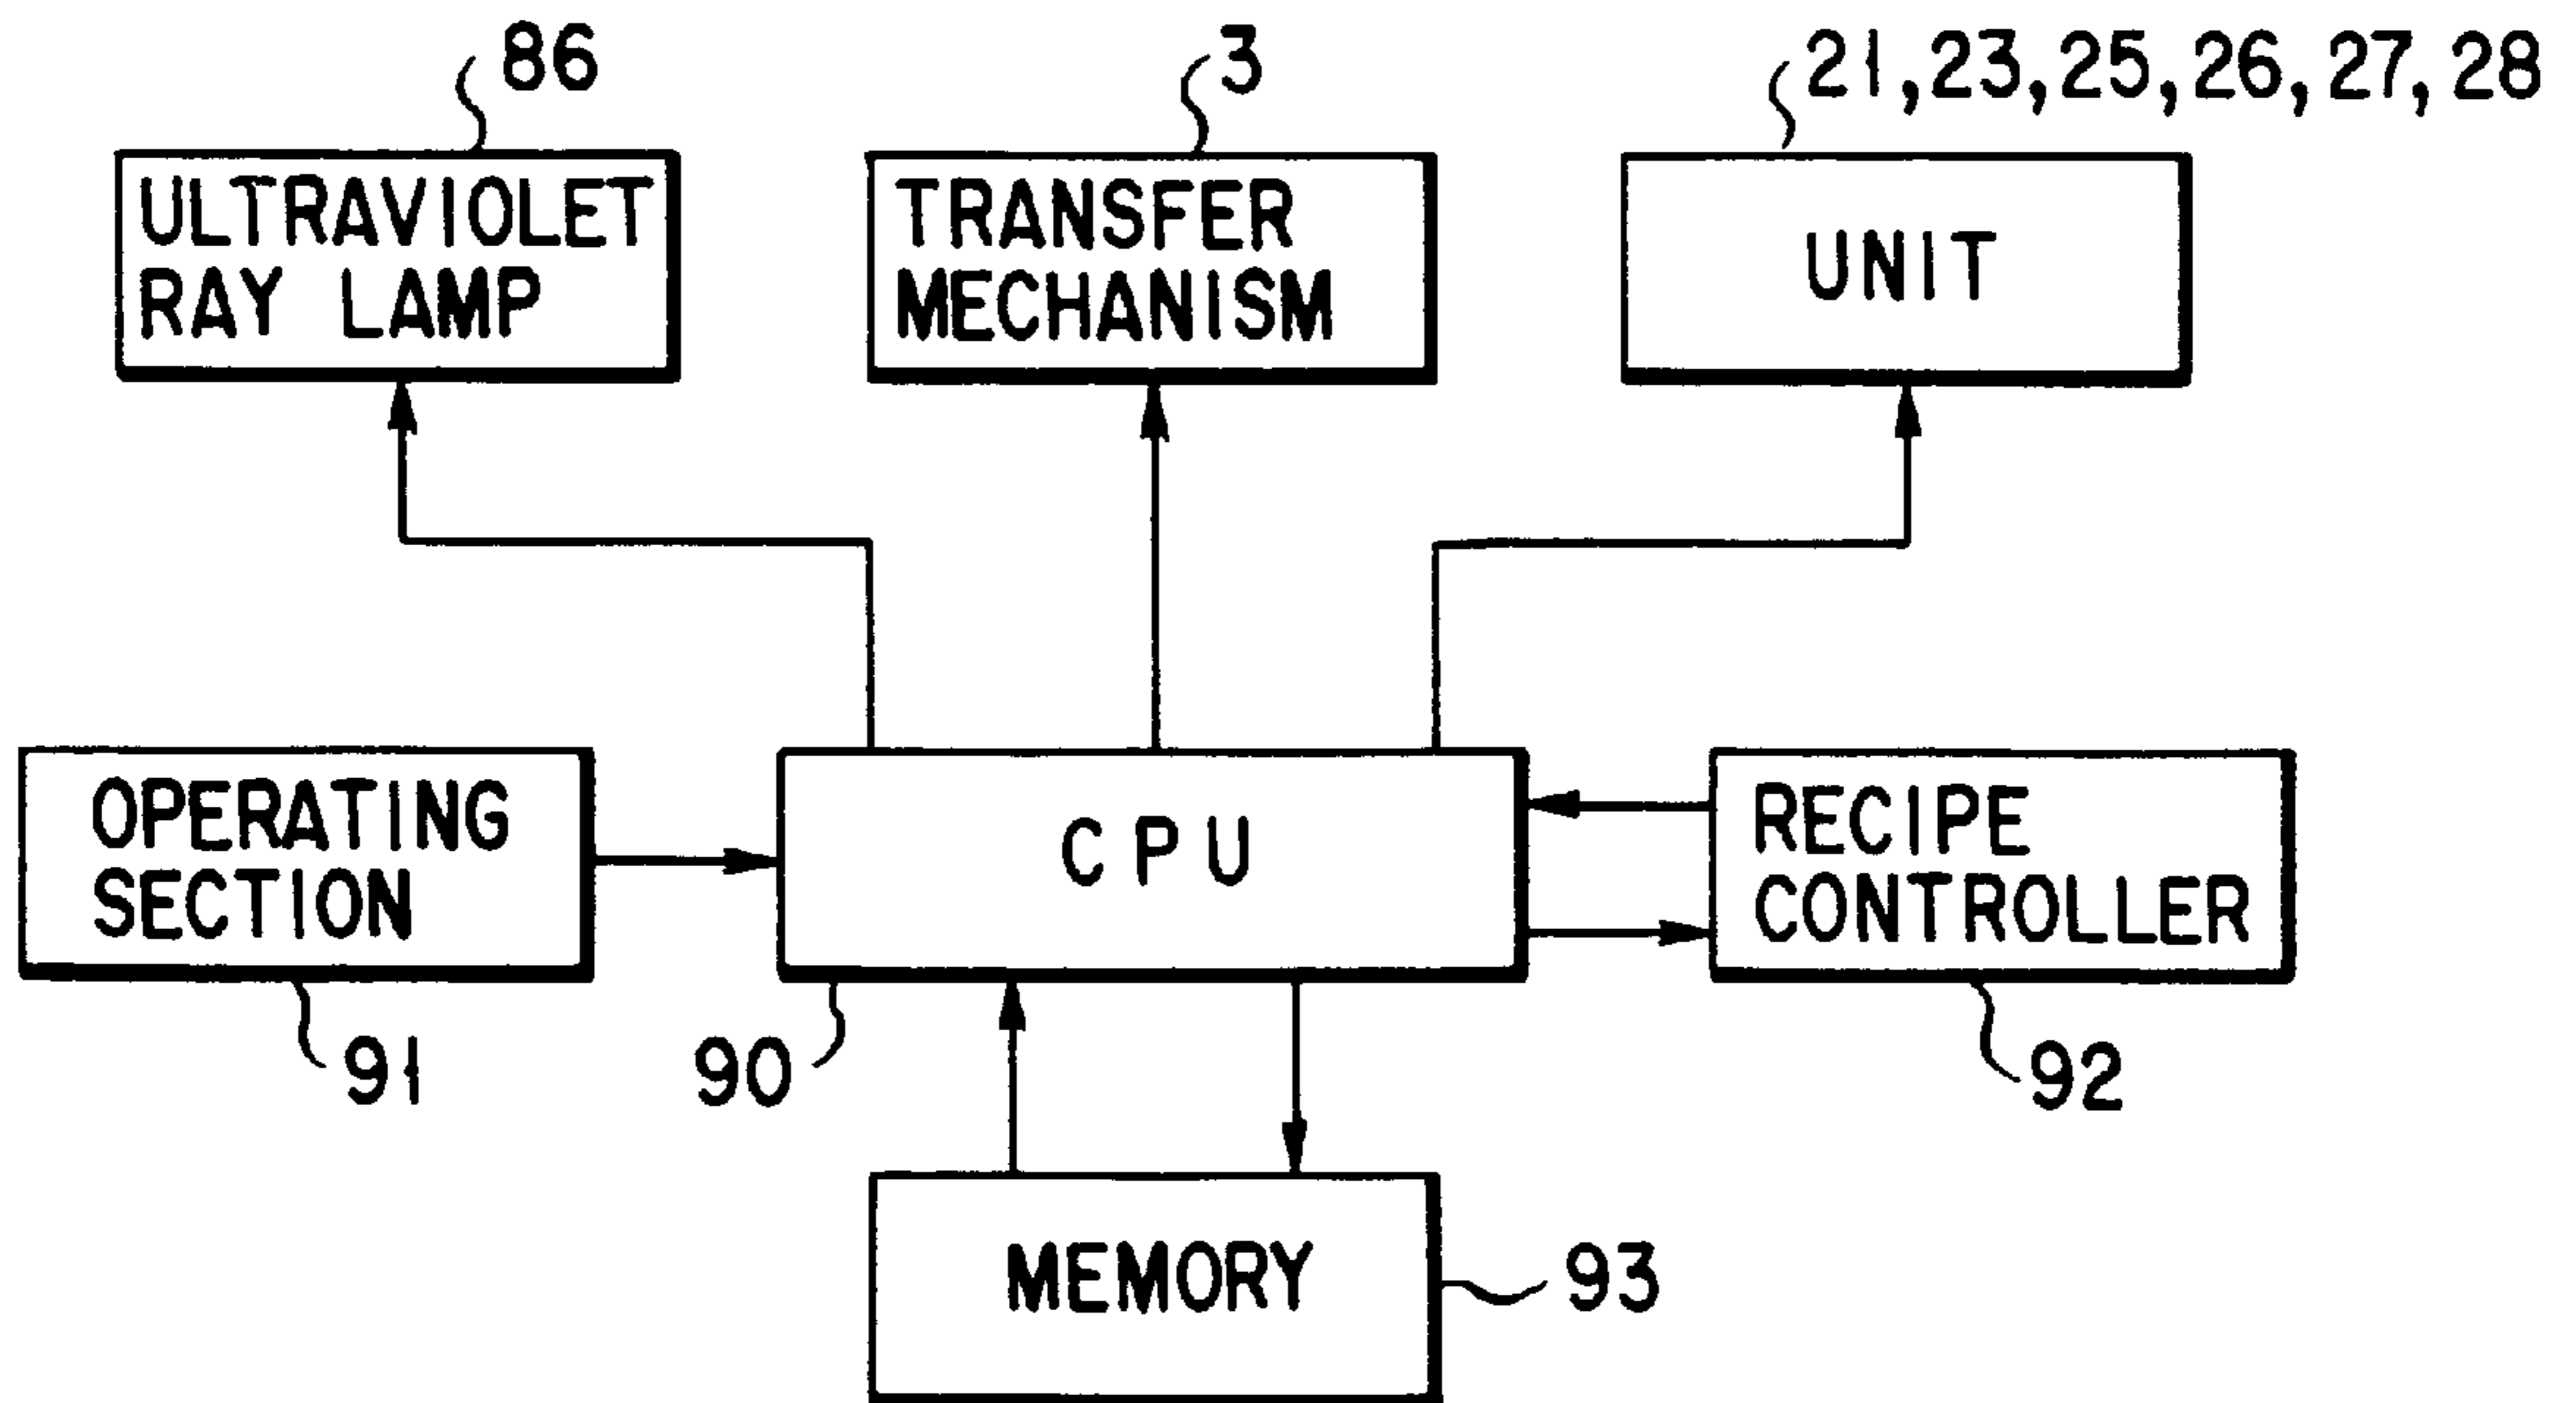 86
3
21,23,25,26,27,28
ULTRAVIOLET
RAY LAMP
TRANSFER
MECHANISM
UNIT
OPERATING
SECTION
CPU
RECIPE
CONTROLLER
91
90
92
MEMORY
93